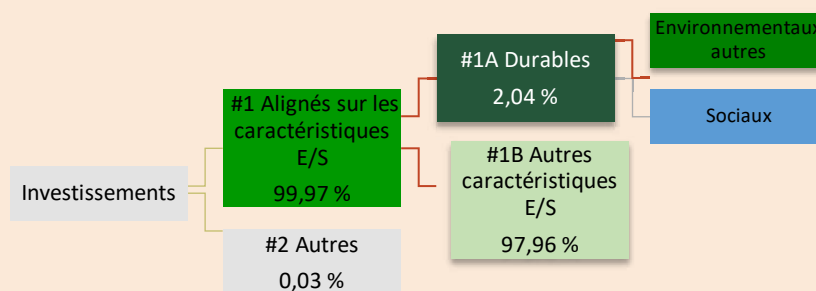 Investissements
#1 Alignés sur les
caractéristiques
E/S
99,97 %
#2 Autres
0,03 %
#1A Durables
2,04 %
#1B Autres
caractéristiques
E/S
97,96 %
Environnementaux
autres
Sociaux